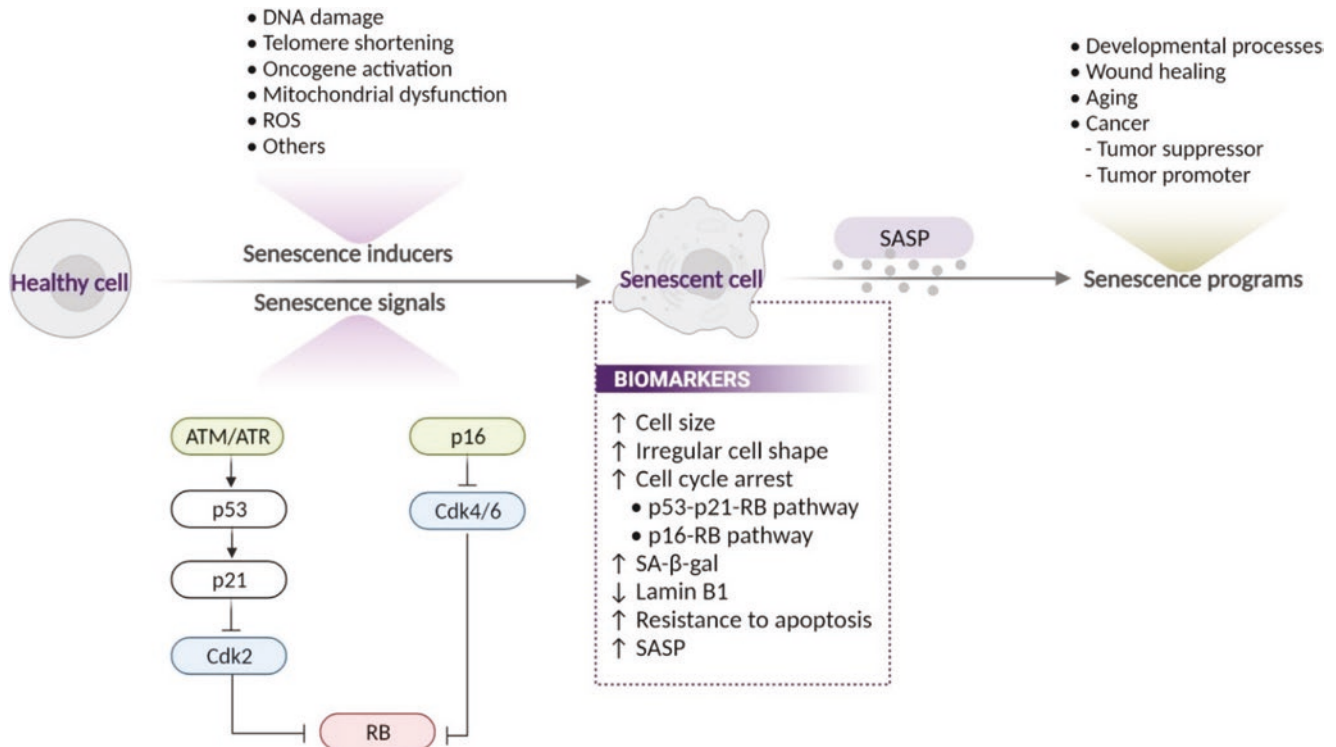 • DNA damage
• Telomere shortening
• Oncogene activation
• Mitochondrial dysfunction
• ROS
• Others
Healthy cell
Senescence inducers
Senescence signals
Senescent cell
SASP
• Developmental processes
• Wound healing
• Aging
• Cancer
- Tumor suppressor
- Tumor promoter
Senescence programs
ATM/ATR
p53
p21
Cdk2
p16
Cdk4/6
RB
BIOMARKERS
↑ Cell size
↑ Irregular cell shape
↑ Cell cycle arrest
• p53-p21-RB pathway
• p16-RB pathway
↑ SA-β-gal
↓ Lamin B1
↑ Resistance to apoptosis
↑ SASP